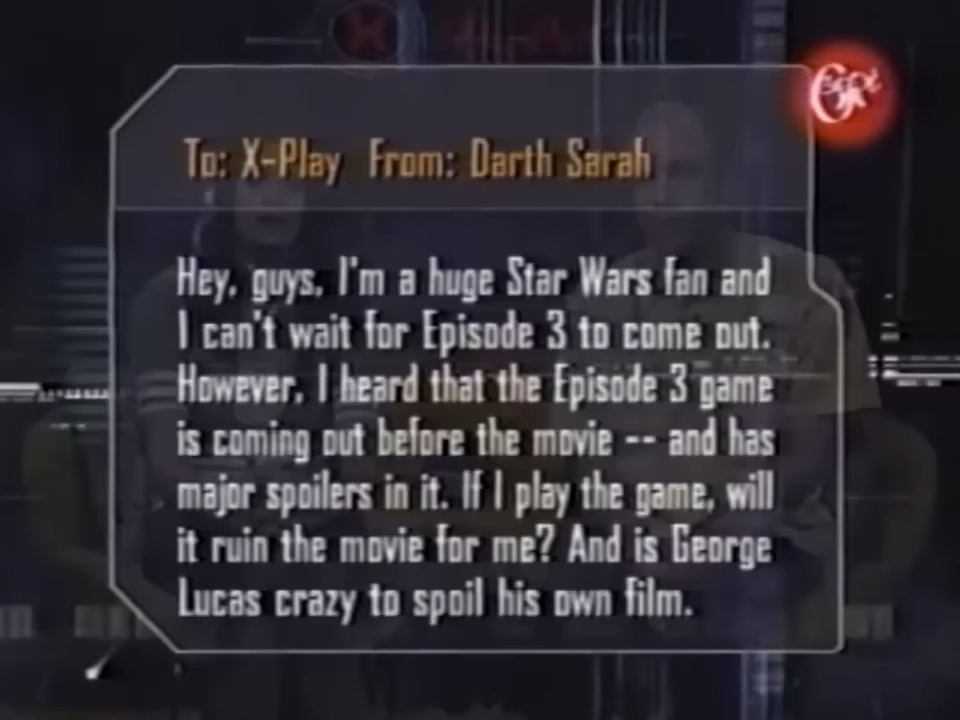 To: X-Play From: Darth Sarah
Hey, guys, I'm a huge Star Wars fan and
I can't wait for Episode 3 to come out.
However, I heard that the Episode 3 game
is coming out before the movie -- and has
major spoilers in it. If I play the game, will
it ruin the movie for me? And is George
Lucas crazy to spoil his own film.